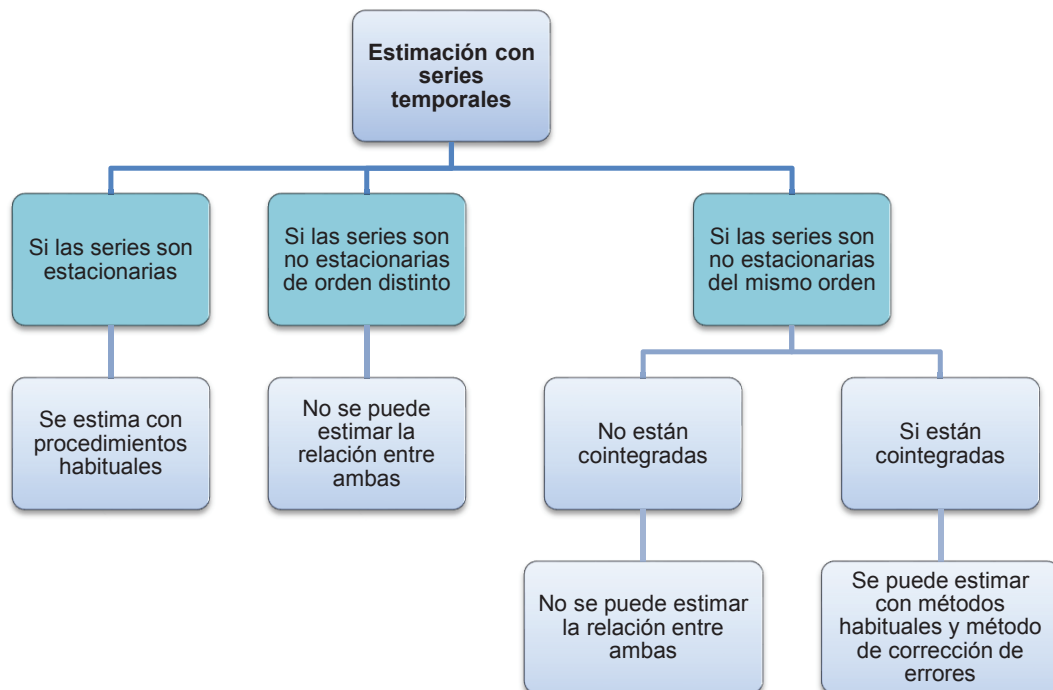 Estimación con
series
temporales
Si las series son
estacionarias
Si las series son
no estacionarias
de orden distinto
Si las series son
no estacionarias
del mismo orden
Se estima con
procedimientos
habituales
No se puede
estimar la
relación entre
ambas
No están
cointegradas
Si están
cointegradas
No se puede estimar
la relación entre
ambas
Se puede estimar
con métodos
habituales y método
de corrección de
errores